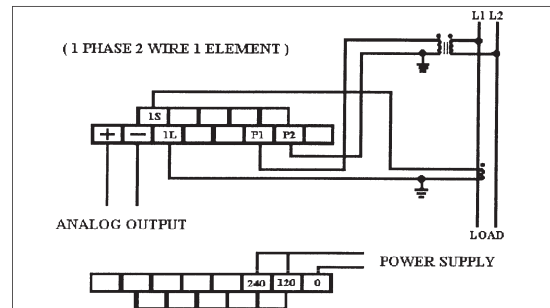 L1 L2
( 1 PHASE 2 WIRE 1 ELEMENT )
1S
+ − 1L P1 P2
ANALOG OUTPUT
LOAD
POWER SUPPLY
240 120 0